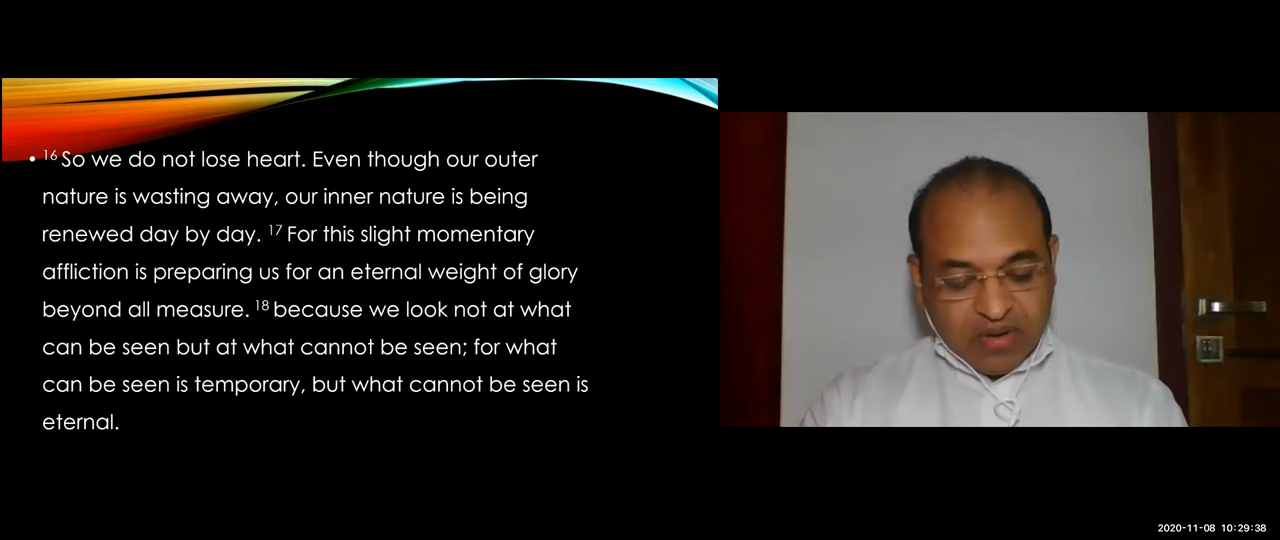 • 16 So we do not lose heart. Even though our outer
nature is wasting away, our inner nature is being
renewed day by day. 17 For this slight momentary
affliction is preparing us for an eternal weight of glory
beyond all measure. 18 because we look not at what
can be seen but at what cannot be seen; for what
can be seen is temporary, but what cannot be seen is
eternal.
2020-11-08 10:29:38